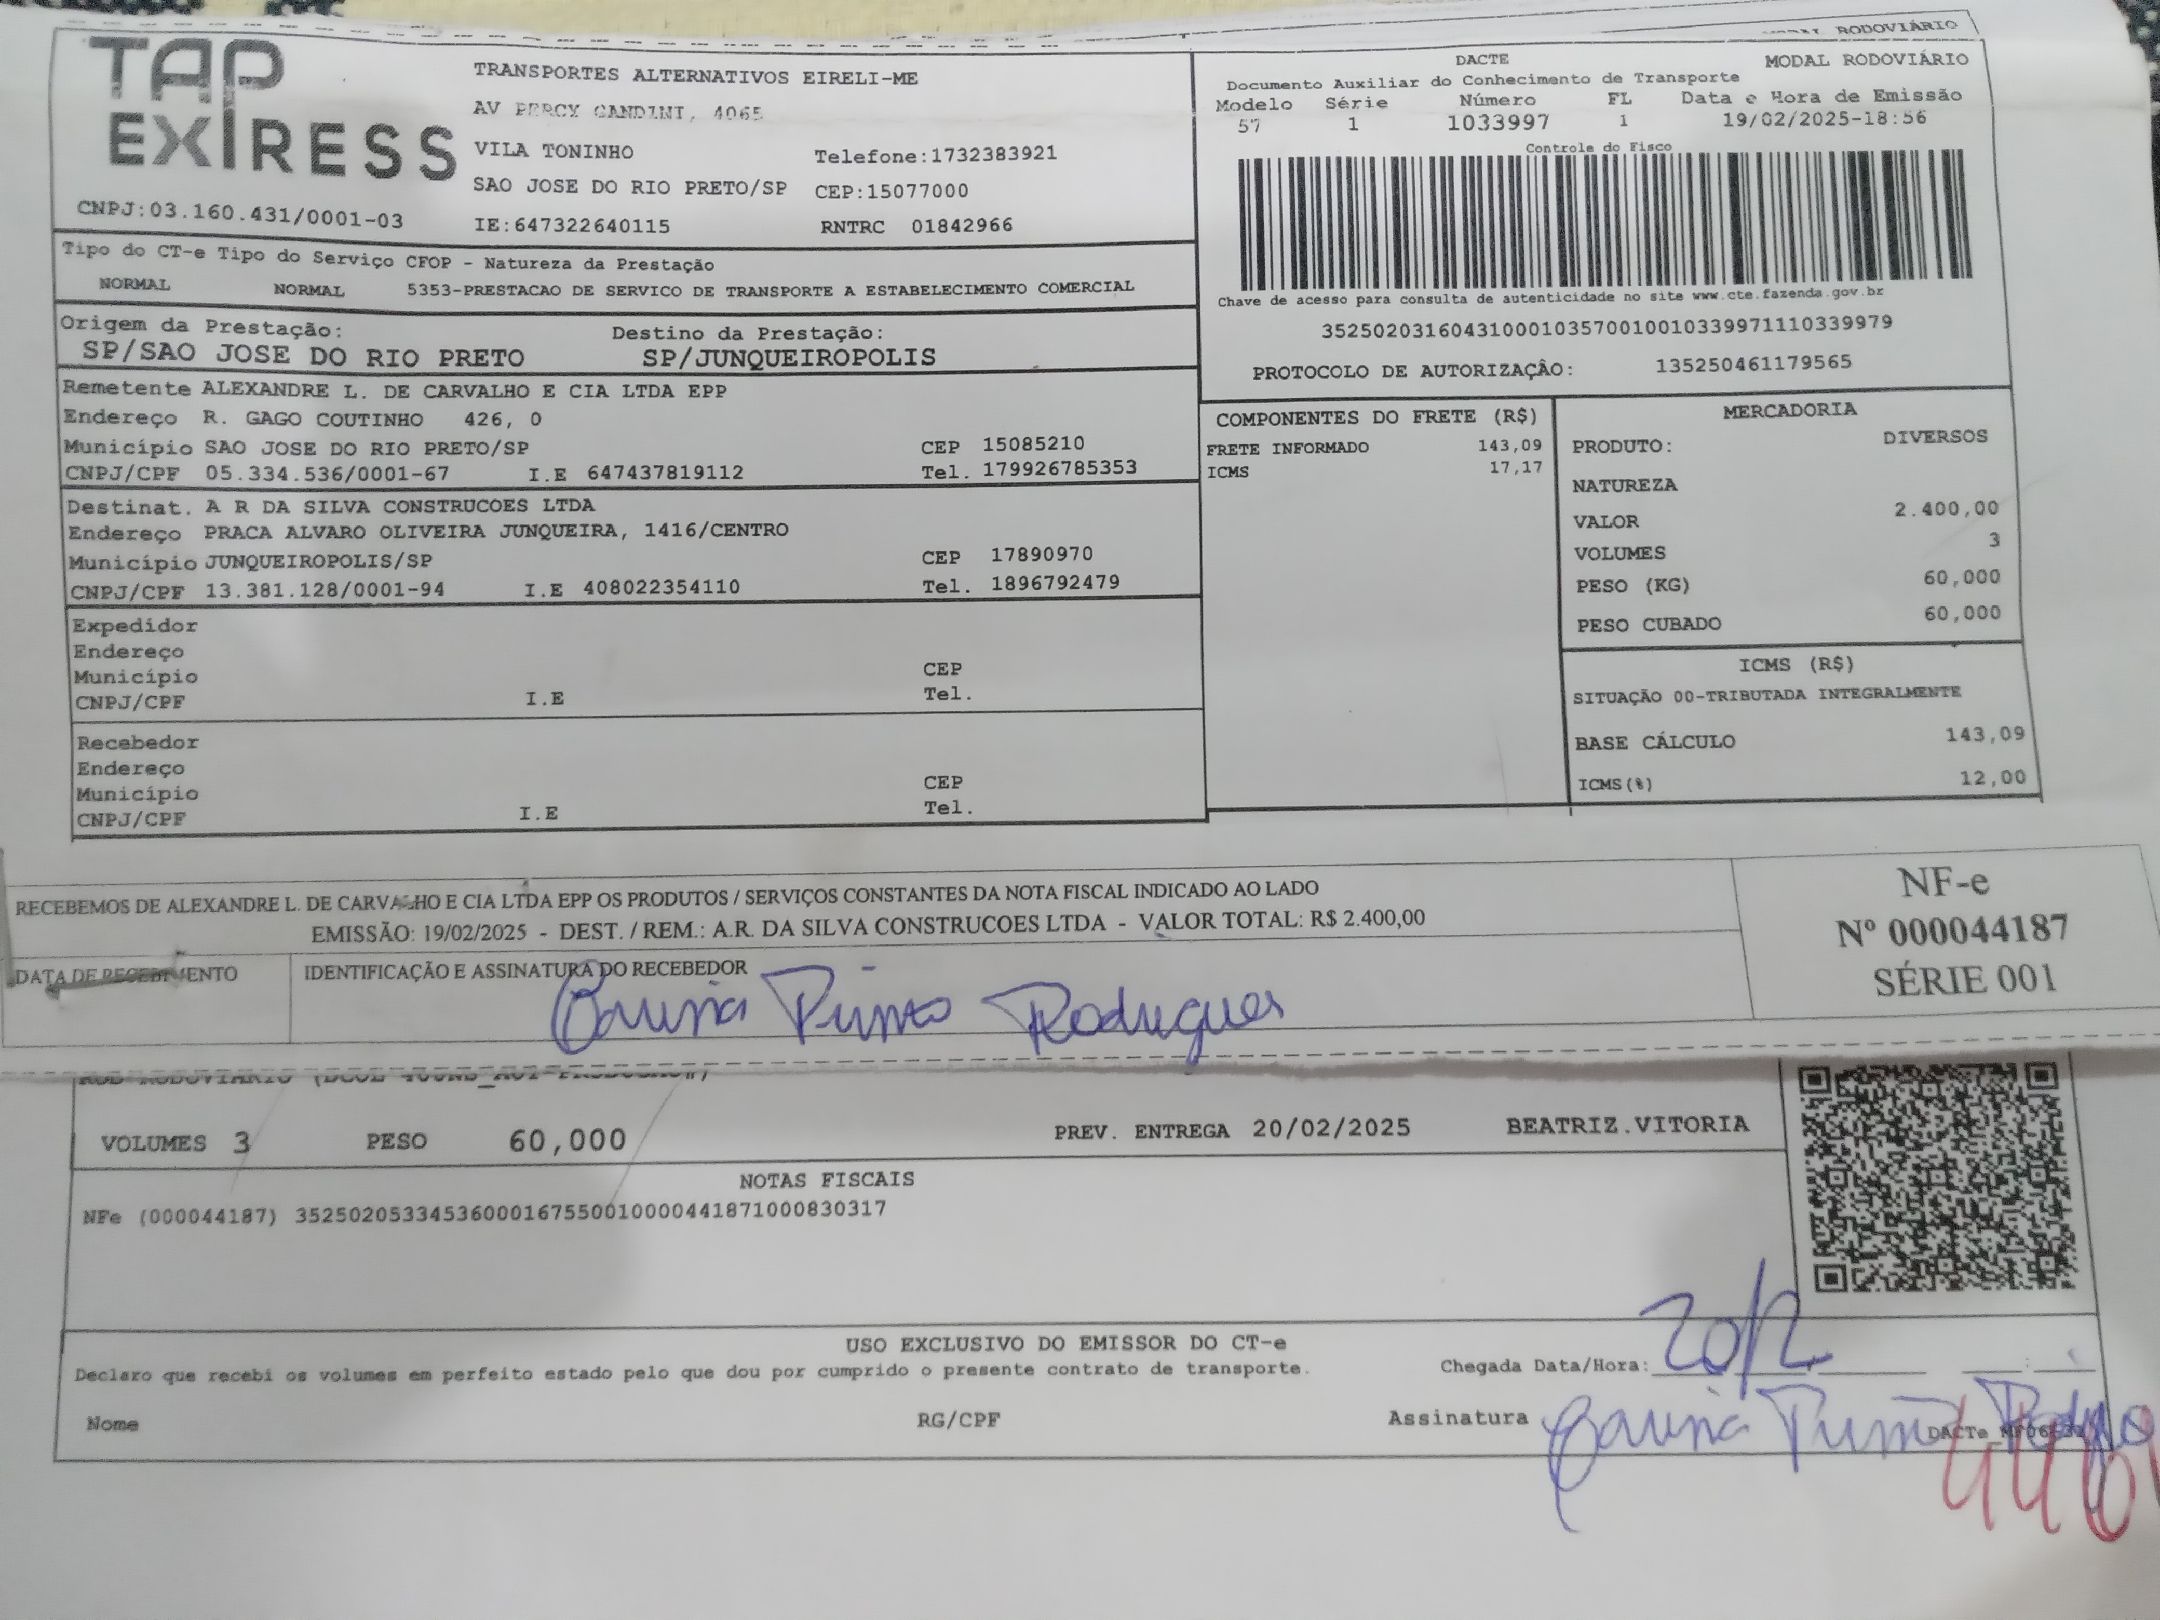 MODAL RODOVIÁRIO
TAP EXPRESS
TRANSPORTES ALTERNATIVOS EIRELI-ME
AV PERCY GANDINI, 4065
VILA TONINHO Telefone:1732383921
SAO JOSE DO RIO PRETO/SP CEP:15077000
CNPJ:03.160.431/0001-03 IE:647322640115 RNTRC 01842966
DACTE MODAL RODOVIÁRIO
Documento Auxiliar do Conhecimento de Transporte
Modelo Série Número FL Data e Hora de Emissão
57 1 1033997 1 19/02/2025-18:56
Controle do Fisco
Chave de acesso para consulta de autenticidade no site www.cte.fazenda.gov.br
35250203160431000103570010010339971110339979
PROTOCOLO DE AUTORIZAÇÂO: 135250461179565
Tipo do CT-e Tipo do Serviço CFOP - Natureza da Prestação
NORMAL NORMAL 5353-PRESTACAO DE SERVICO DE TRANSPORTE A ESTABELECIMENTO COMERCIAL
Origem da Prestação: Destino da Prestação:
SP/SAO JOSE DO RIO PRETO SP/JUNQUEIROPOLIS
Remetente ALEXANDRE L. DE CARVALHO E CIA LTDA EPP
Endereço R. GAGO COUTINHO 426, 0
Município SAO JOSE DO RIO PRETO/SP CEP 15085210
CNPJ/CPF 05.334.536/0001-67 I.E 647437819112 Tel. 179926785353
Destinat. A R DA SILVA CONSTRUCOES LTDA
Endereço PRACA ALVARO OLIVEIRA JUNQUEIRA, 1416/CENTRO
Município JUNQUEIROPOLIS/SP CEP 17890970
CNPJ/CPF 13.381.128/0001-94 I.E 408022354110 Tel. 1896792479
Expedidor
Endereço
Município CEP
CNPJ/CPF I.E Tel.
Recebedor
Endereço
Município CEP
CNPJ/CPF I.E Tel.
COMPONENTES DO FRETE (R$)
FRETE INFORMADO 143,09
ICMS 17,17
MERCADORIA
PRODUTO: DIVERSOS
NATUREZA
VALOR 2.400,00
VOLUMES 3
PESO (KG) 60,000
PESO CUBADO 60,000
ICMS (R$)
SITUAÇÃO 00-TRIBUTADA INTEGRALMENTE
BASE CÁLCULO 143,09
ICMS(%) 12,00
RECEBEMOS DE ALEXANDRE L. DE CARVALHO E CIA LTDA EPP OS PRODUTOS / SERVIÇOS CONSTANTES DA NOTA FISCAL INDICADO AO LADO
EMISSÃO: 19/02/2025 - DEST. / REM.: A.R. DA SILVA CONSTRUCOES LTDA - VALOR TOTAL: R$ 2.400,00
DATA DE RECEBIMENTO IDENTIFICAÇÃO E ASSINATURA DO RECEBEDOR
Rodrigues
NF-e
Nº 000044187
SÉRIE 001
VOLUMES 3 PESO 60,000 PREV. ENTREGA 20/02/2025 BEATRIZ.VITORIA
NOTAS FISCAIS
NFe (000044187) 35250205334536000167550010000441871000830317
USO EXCLUSIVO DO EMISSOR DO CT-e
Declaro que recebi os volumes em perfeito estado pelo que dou por cumprido o presente contrato de transporte.
Chegada Data/Hora: 20/2
Nome RG/CPF Assinatura